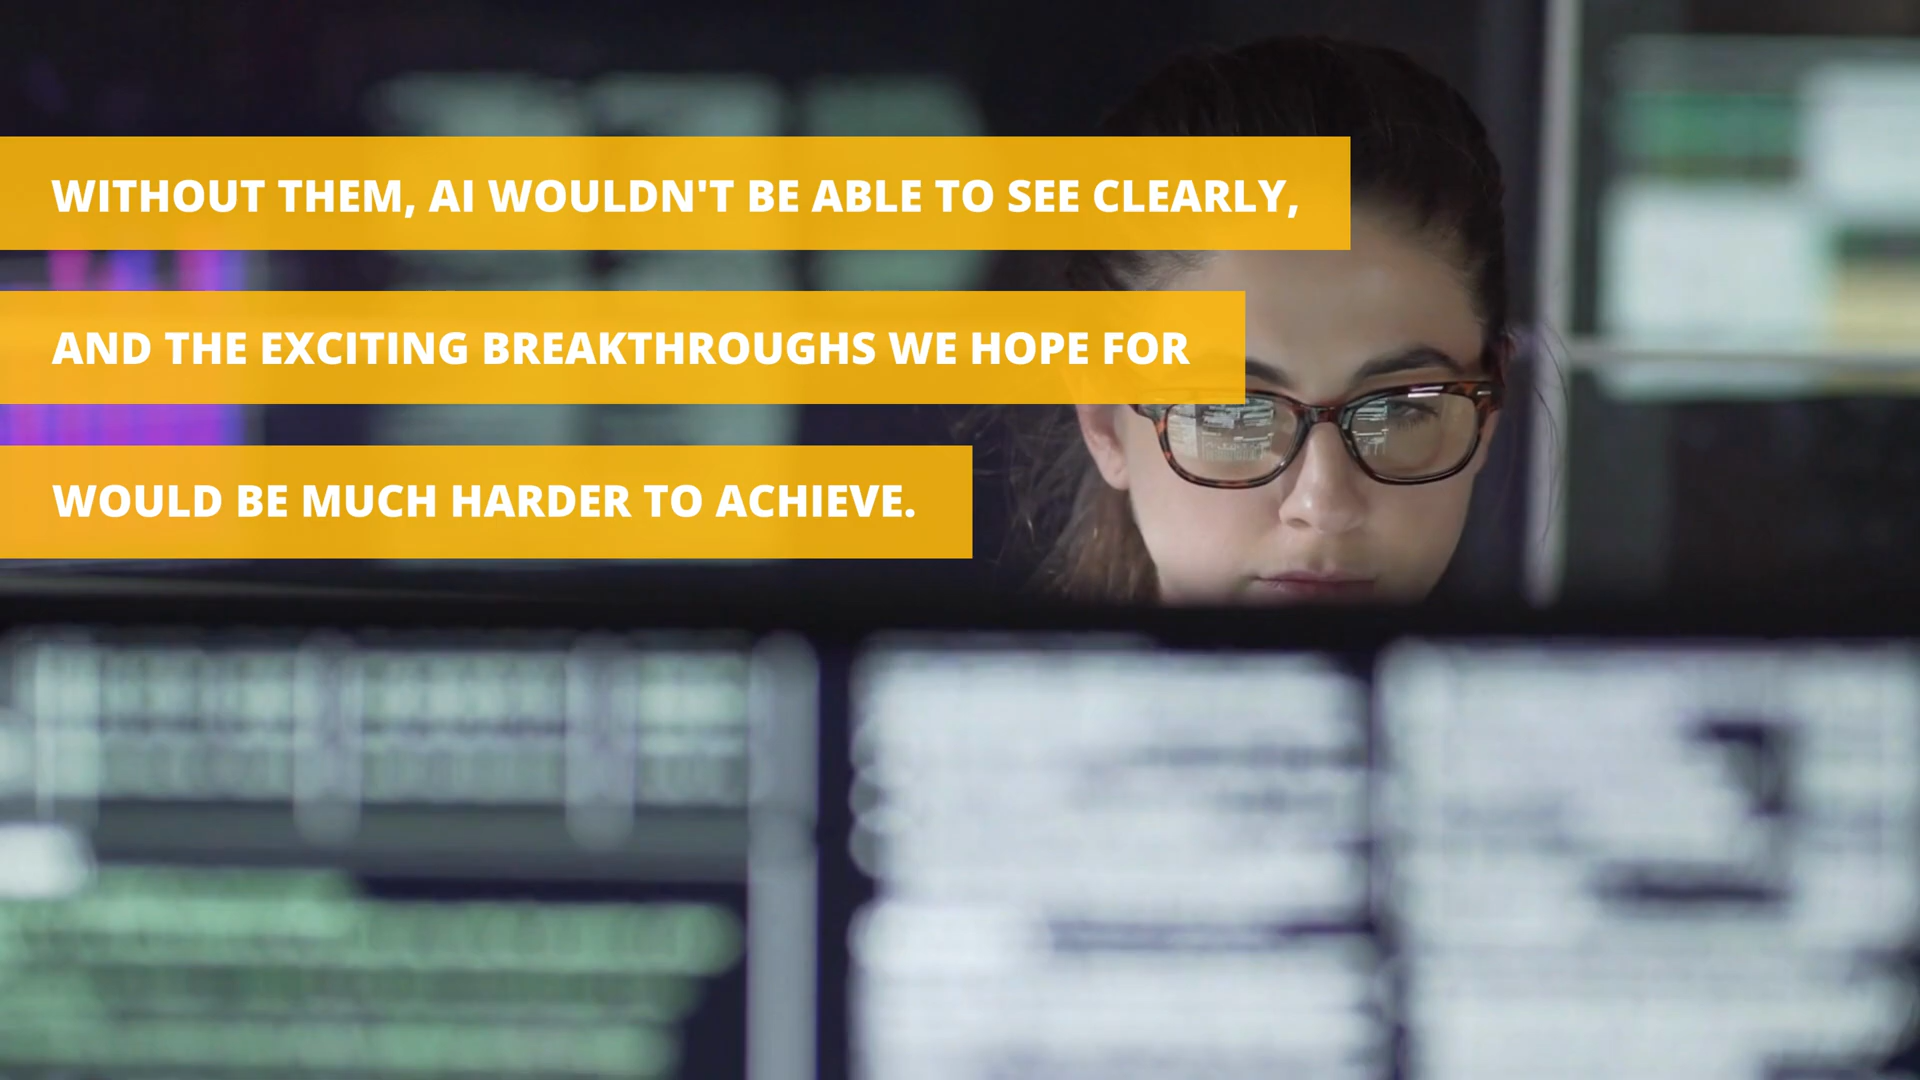 WITHOUT THEM, AI WOULDN'T BE ABLE TO SEE CLEARLY,
AND THE EXCITING BREAKTHROUGHS WE HOPE FOR
WOULD BE MUCH HARDER TO ACHIEVE.